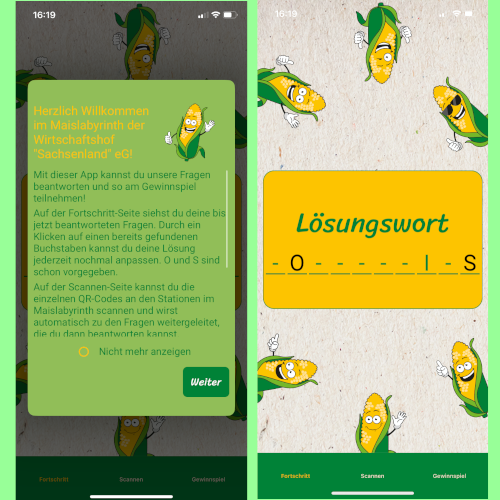 16:19
Herzlich Willkommen
im Maislabyrinth der
Wirtschaftshof
"Sachsenland" eG!
Mit dieser App kannst du unsere Fragen
beantworten und so am Gewinnspiel
teilnehmen!
Auf der Fortschritt-Seite siehst du deine bis
jetzt beantworteten Fragen. Durch ein
Klicken auf einen bereits gefundenen
Buchstaben kannst du deine Lösung
jederzeit nochmal anpassen. O und S sind
schon vorgegeben.
Auf der Scannen-Seite kannst du die
einzelnen QR-Codes an den Stationen im
Maislabyrinth scannen und wirst
automatisch zu den Fragen weitergeleitet,
die du dann beantworten kannst.
Nicht mehr anzeigen
Weiter
Fortschritt Scannen Gewinnspiel
16:19
Lösungswort
- O - - - - - I - S
Fortschritt Scannen Gewinnspiel